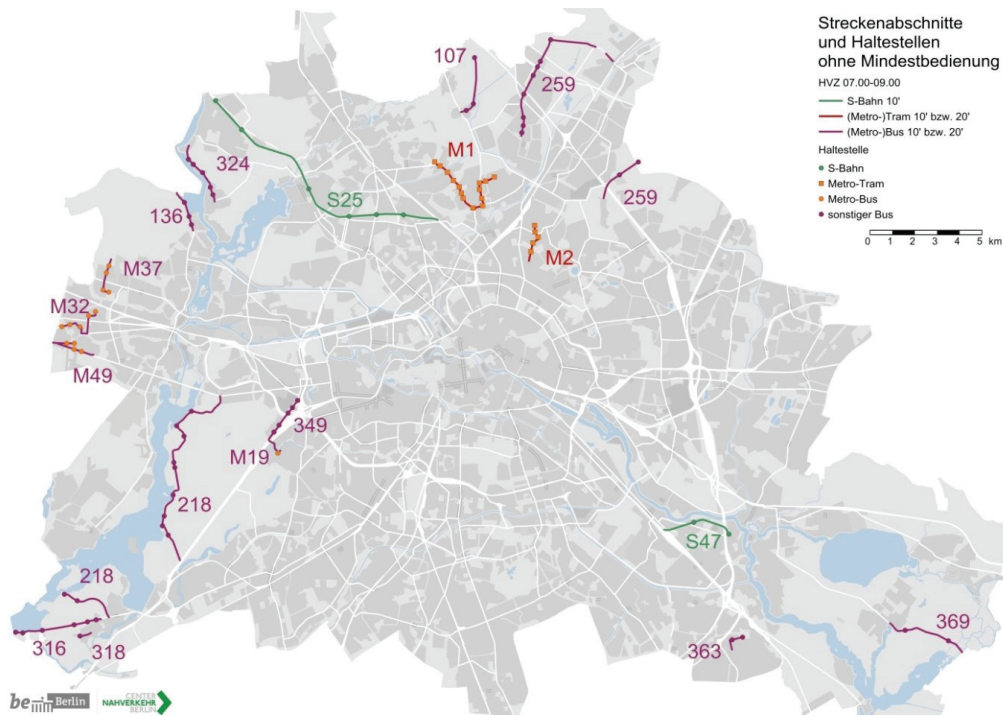 Streckenabschnitte
und Haltestellen
ohne Mindestbedienung
HVZ 07.00-09.00
S-Bahn 10'
(Metro-)Tram 10' bzw. 20'
(Metro-)Bus 10' bzw. 20'
Haltestelle
S-Bahn
Metro-Tram
Metro-Bus
sonstiger Bus
0 1 2 3 4 5
km
107
259
M1
324
S25
259
136
M2
M37
M32
M49
349
M19
218
S47
218
369
316
318
363
be Berlin
CENTER
NAHVERKEHR
BERLIN